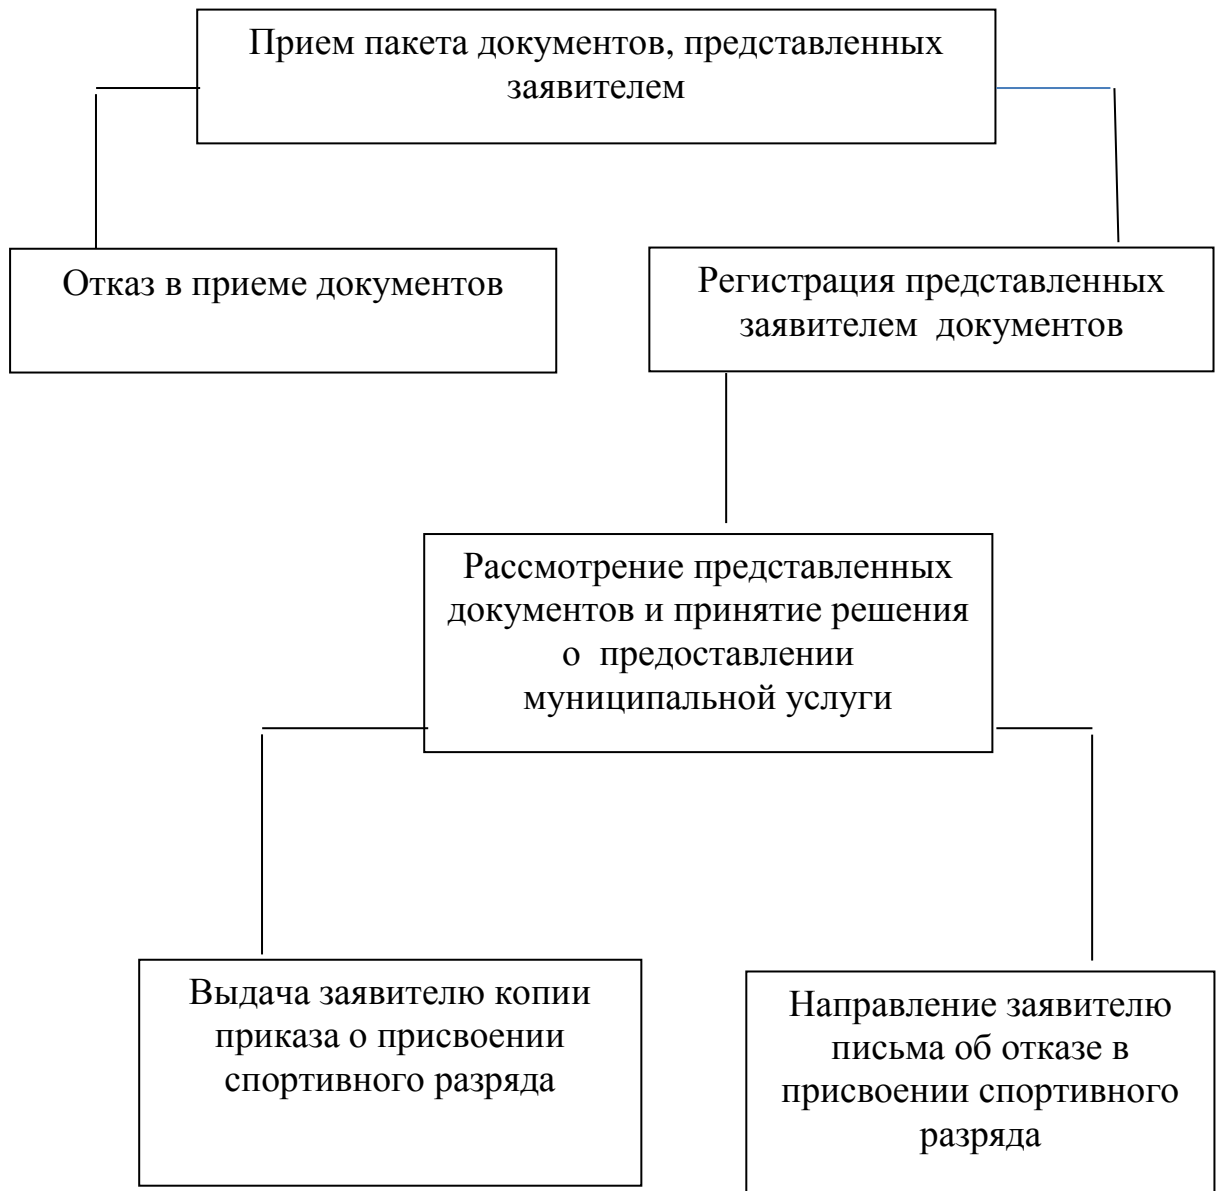 Прием пакета документов, представленных
заявителем
Отказ в приеме документов
Регистрация представленных
заявителем  документов
Рассмотрение представленных
документов и принятие решения
о  предоставлении
муниципальной услуги
Выдача заявителю копии
приказа о присвоении
спортивного разряда
Направление заявителю
письма об отказе в
присвоении спортивного
разряда